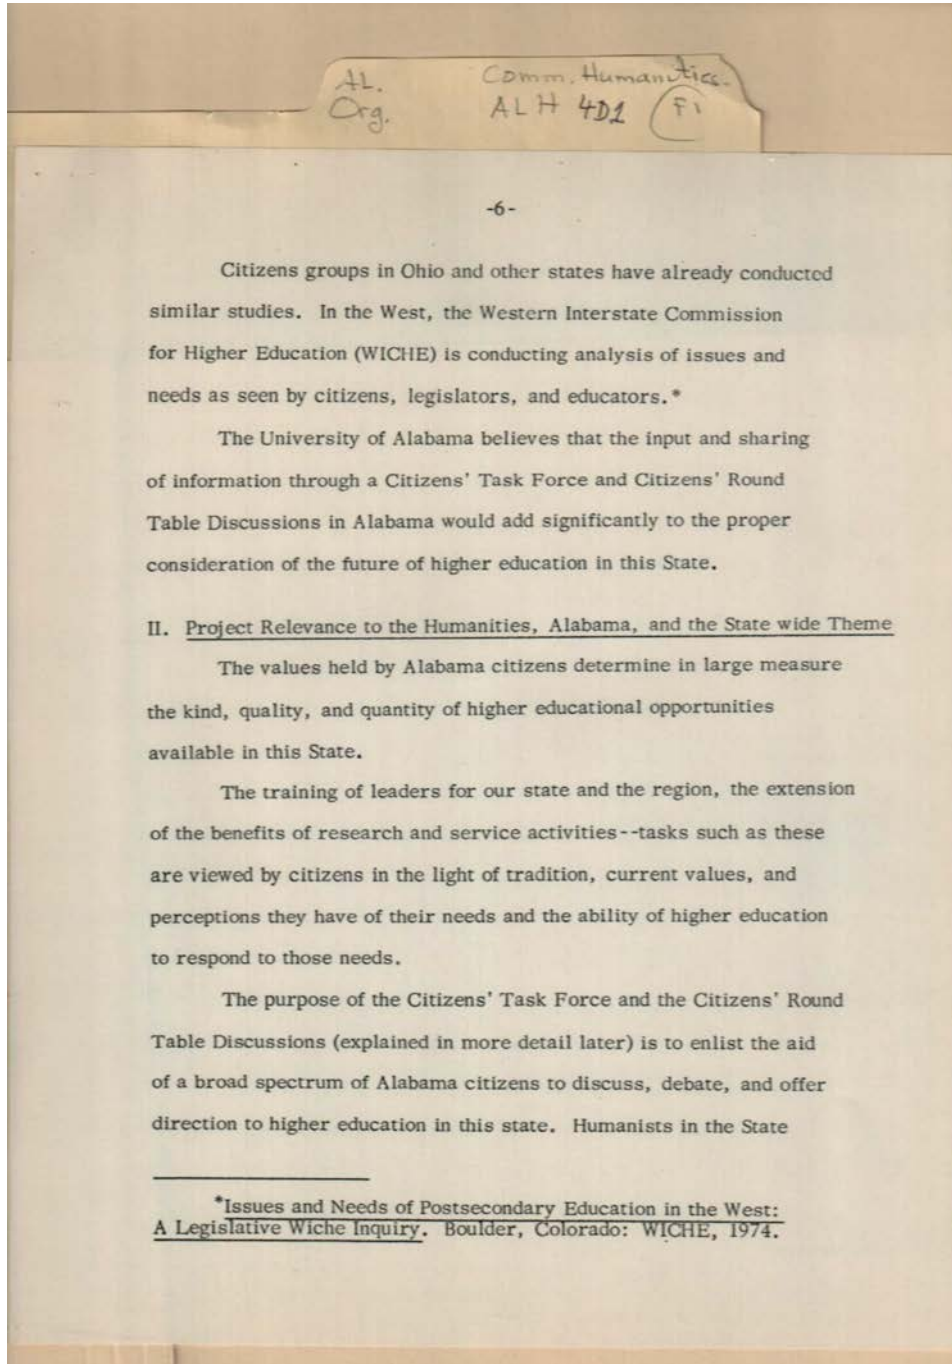 AL. Comm. Humanities.
Org. ALH 4D1 F1
-6-
Citizens groups in Ohio and other states have already conducted
similar studies. In the West, the Western Interstate Commission
for Higher Education (WICHE) is conducting analysis of issues and
needs as seen by citizens, legislators, and educators.*
The University of Alabama believes that the input and sharing
of information through a Citizens' Task Force and Citizens' Round
Table Discussions in Alabama would add significantly to the proper
consideration of the future of higher education in this State.
II. Project Relevance to the Humanities, Alabama, and the State wide Theme
The values held by Alabama citizens determine in large measure
the kind, quality, and quantity of higher educational opportunities
available in this State.
The training of leaders for our state and the region, the extension
of the benefits of research and service activities--tasks such as these
are viewed by citizens in the light of tradition, current values, and
perceptions they have of their needs and the ability of higher education
to respond to those needs.
The purpose of the Citizens' Task Force and the Citizens' Round
Table Discussions (explained in more detail later) is to enlist the aid
of a broad spectrum of Alabama citizens to discuss, debate, and offer
direction to higher education in this state. Humanists in the State
*Issues and Needs of Postsecondary Education in the West:
A Legislative Wiche Inquiry. Boulder, Colorado: WICHE, 1974.